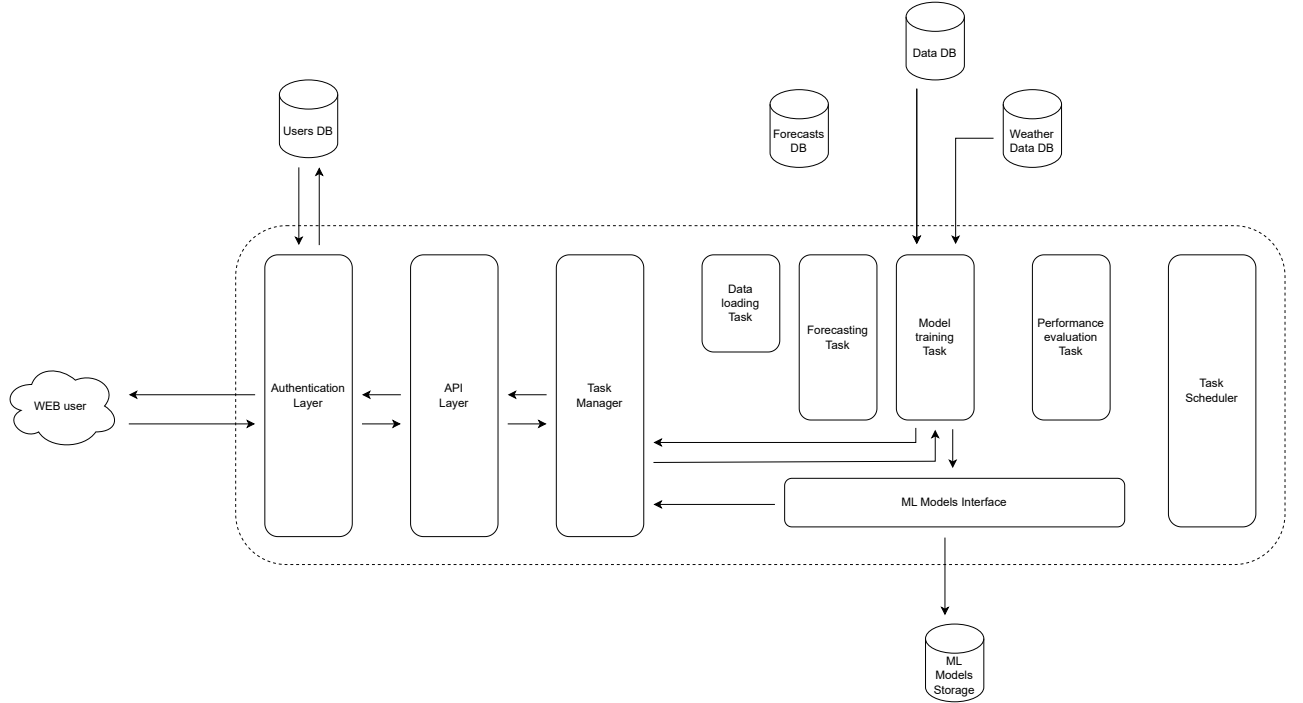 Data DB
Users DB
Forecasts
DB
Weather
Data DB
Data
loading
Task
Forecasting
Task
Model
training
Task
Performance
evaluation
Task
WEB user
Authentication
Layer
API
Layer
Task
Manager
Task
Scheduler
ML Models Interface
ML
Models
Storage